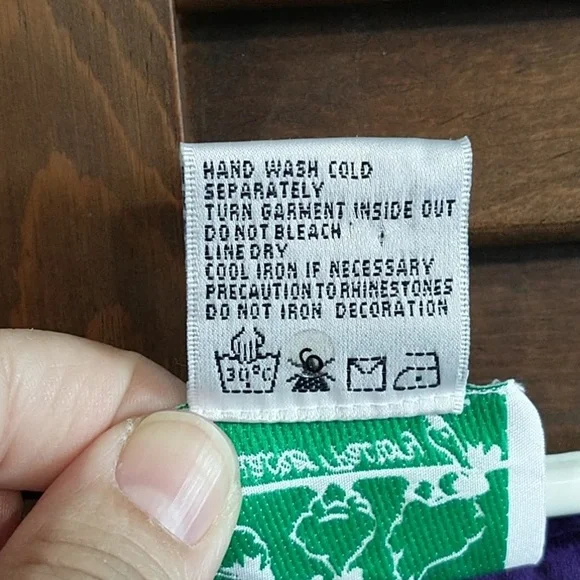 HAND WASH COLD
SEPARATELY
TURN GARMENT INSIDE OUT
DO NOT BLEACH
LINE DRY
COOL IRON IF NECESSARY
PRECAUTION TO RHINESTONES
DO NOT IRON DECORATION
30°C